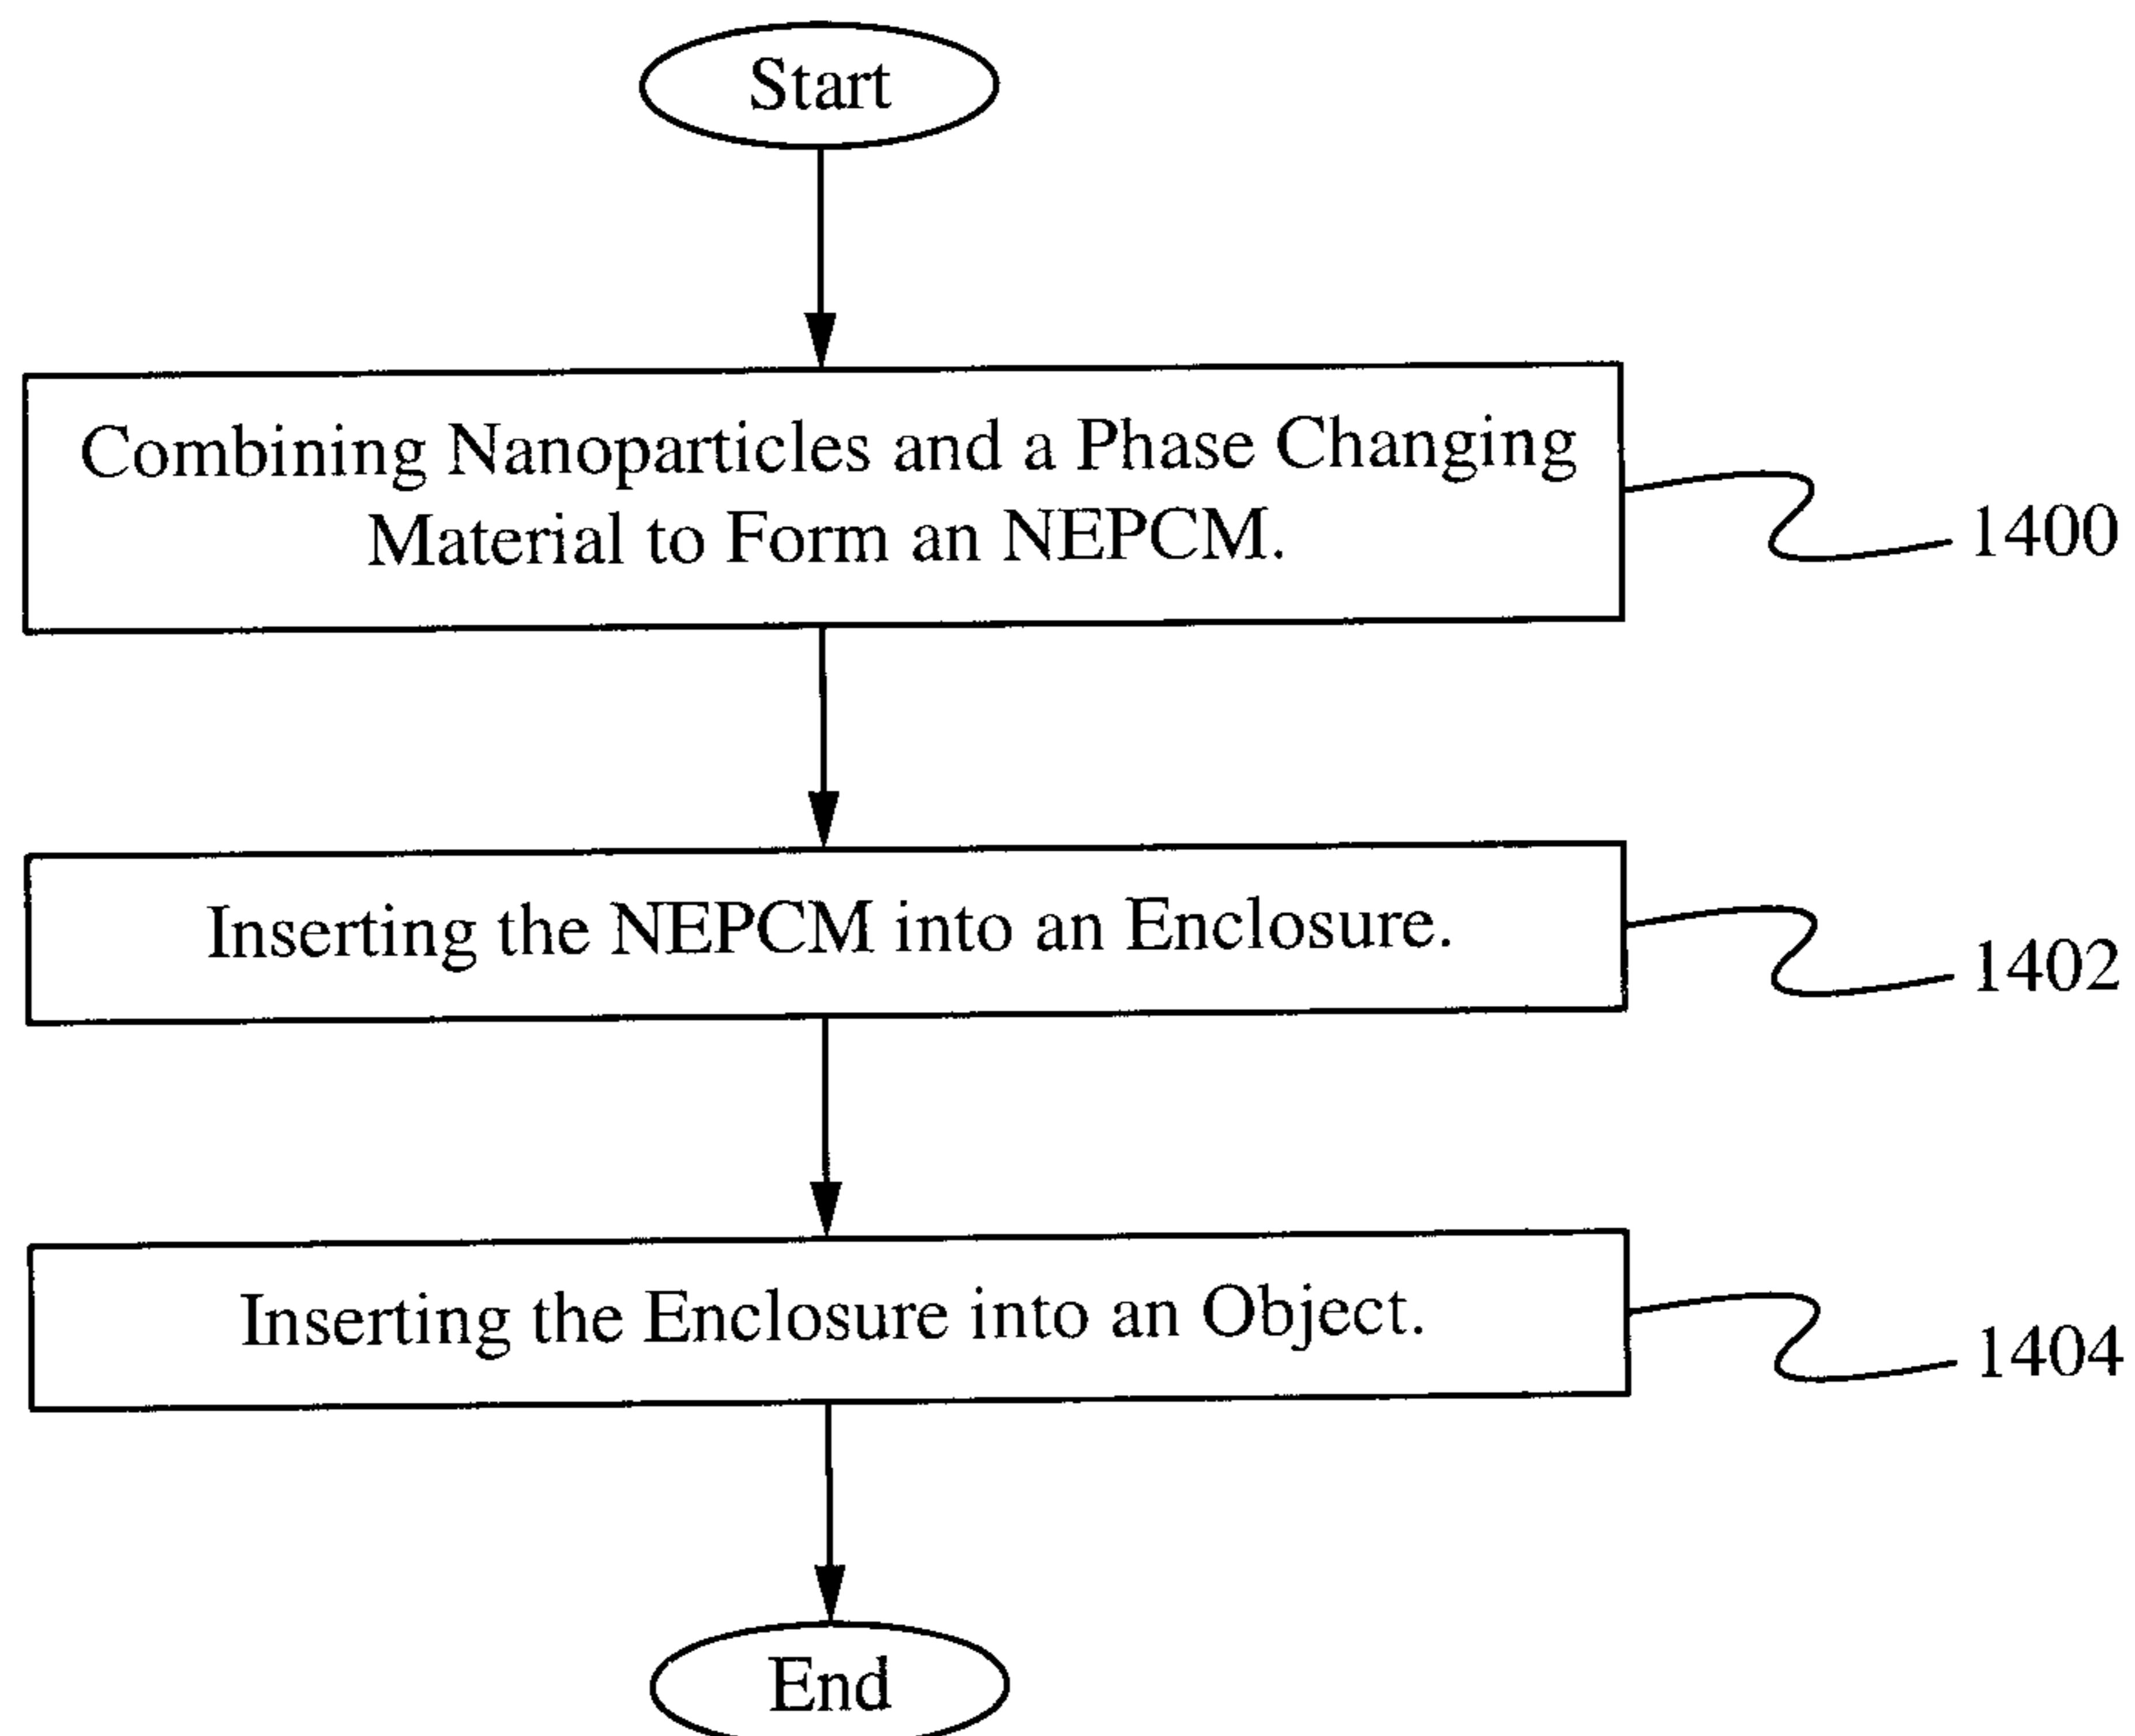 Start
Combining Nanoparticles and a Phase Changing
Material to Form an NEPCM.
1400
Inserting the NEPCM into an Enclosure.
1402
Inserting the Enclosure into an Object.
1404
End